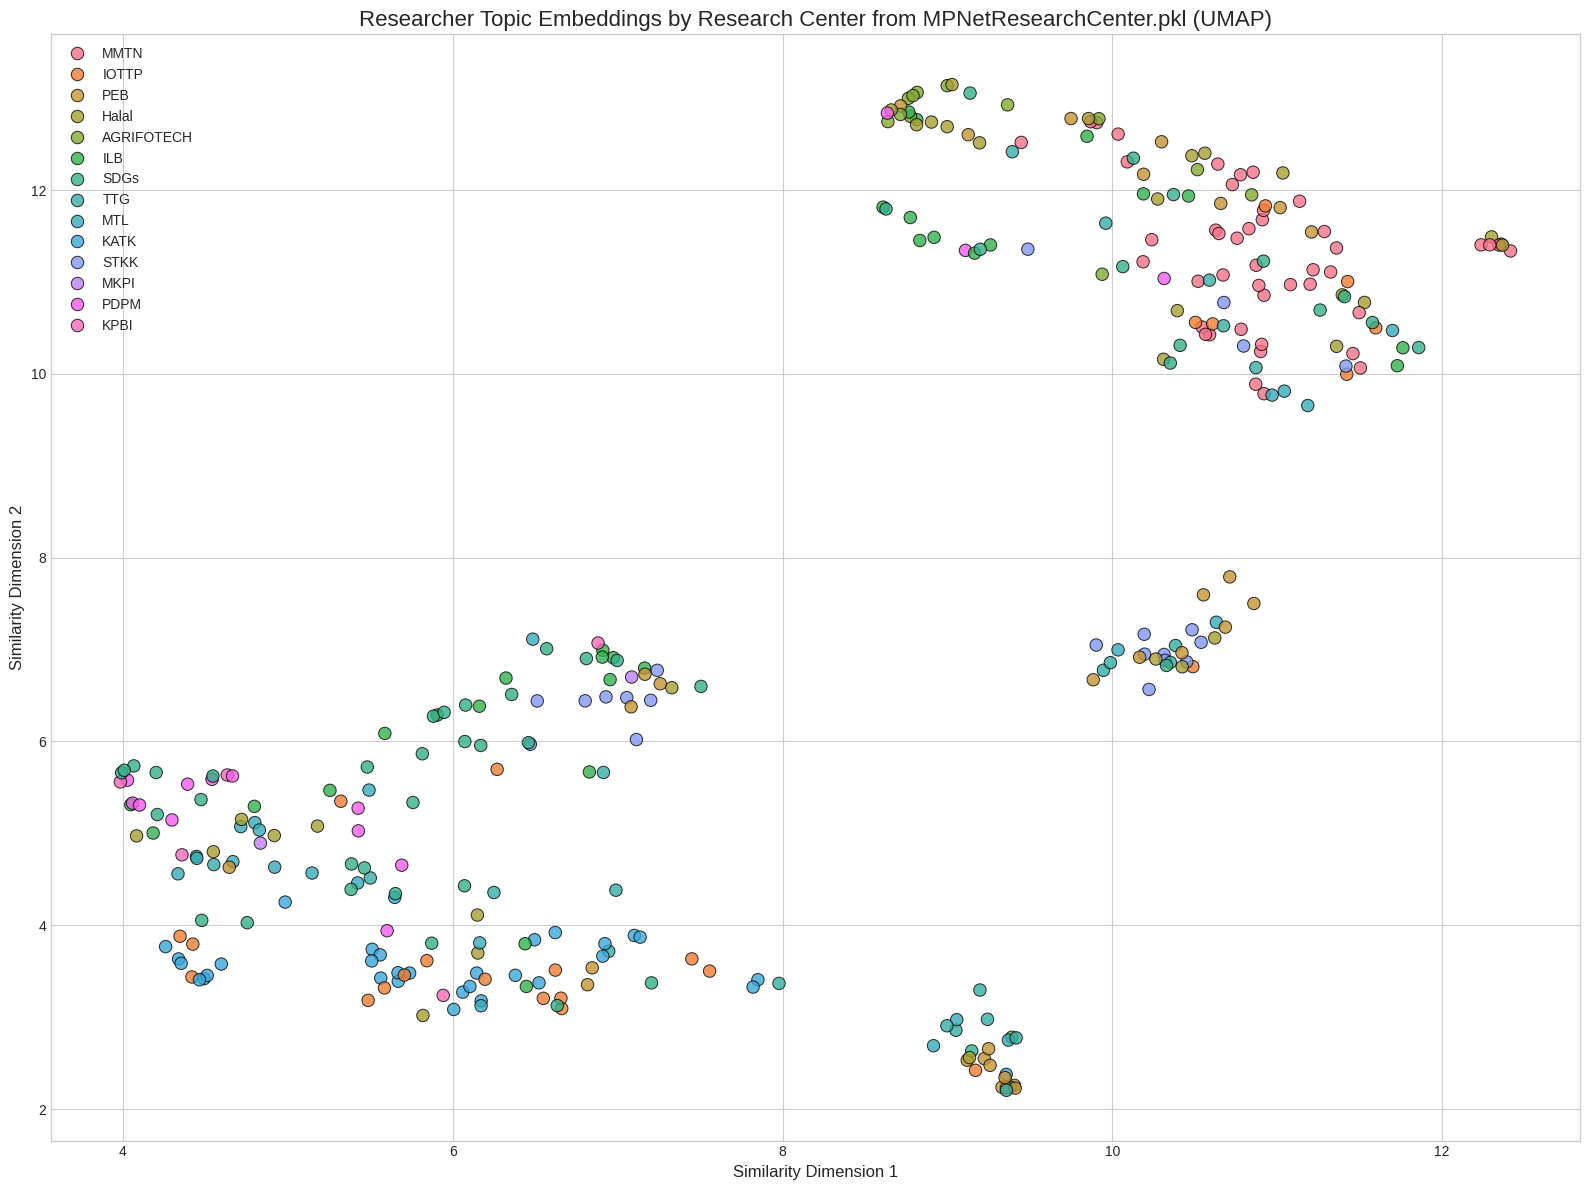 Researcher Topic Embeddings by Research Center from MPNetResearchCenter.pkl (UMAP)
MMTN
IOTTP
PEB
Halal
AGRIFOTECH
ILB
SDGs
TTG
MTL
KATK
STKK
MKPI
PDPM
KPBI
12
10
8
6
4
2
Similarity Dimension 2
4 6 8 10 12
Similarity Dimension 1